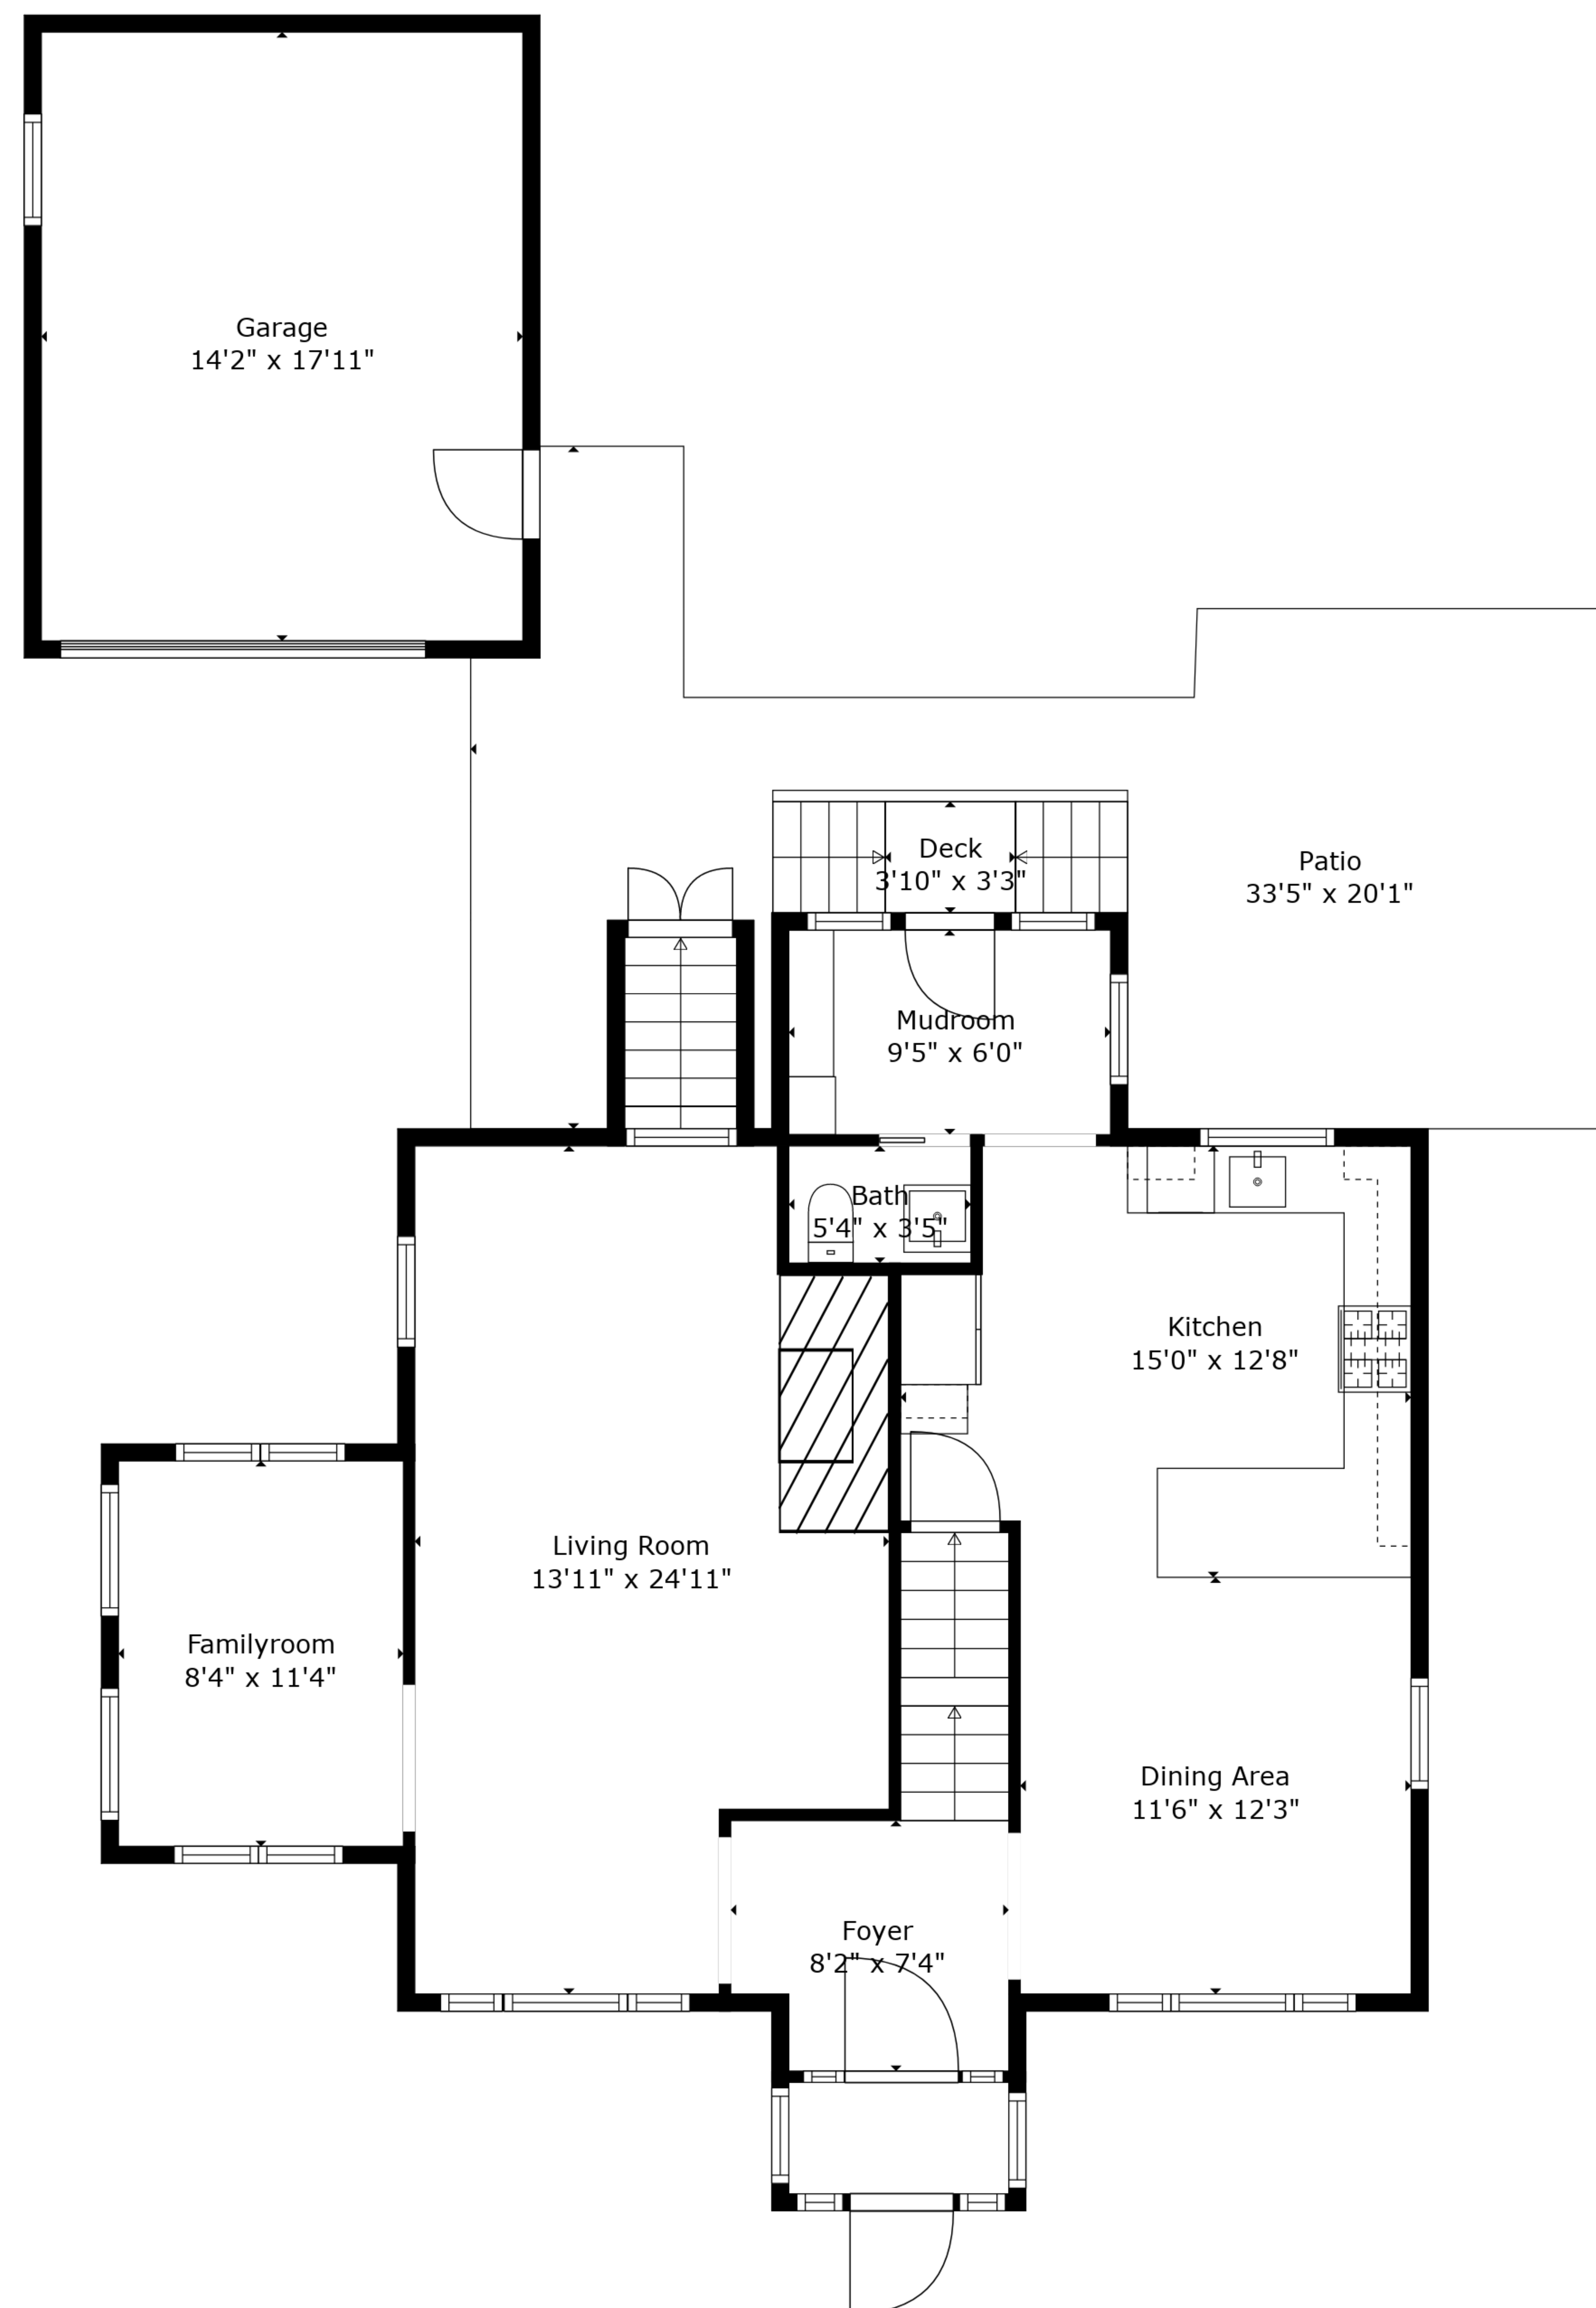 Garage
14'2" x 17'11"
Deck
3'10" x 3'3"
Patio
33'5" x 20'1"
Mudroom
9'5" x 6'0"
Bath
5'4" x 3'5"
Kitchen
15'0" x 12'8"
Living Room
13'11" x 24'11"
Familyroom
8'4" x 11'4"
Dining Area
11'6" x 12'3"
Foyer
8'2" x 7'4"